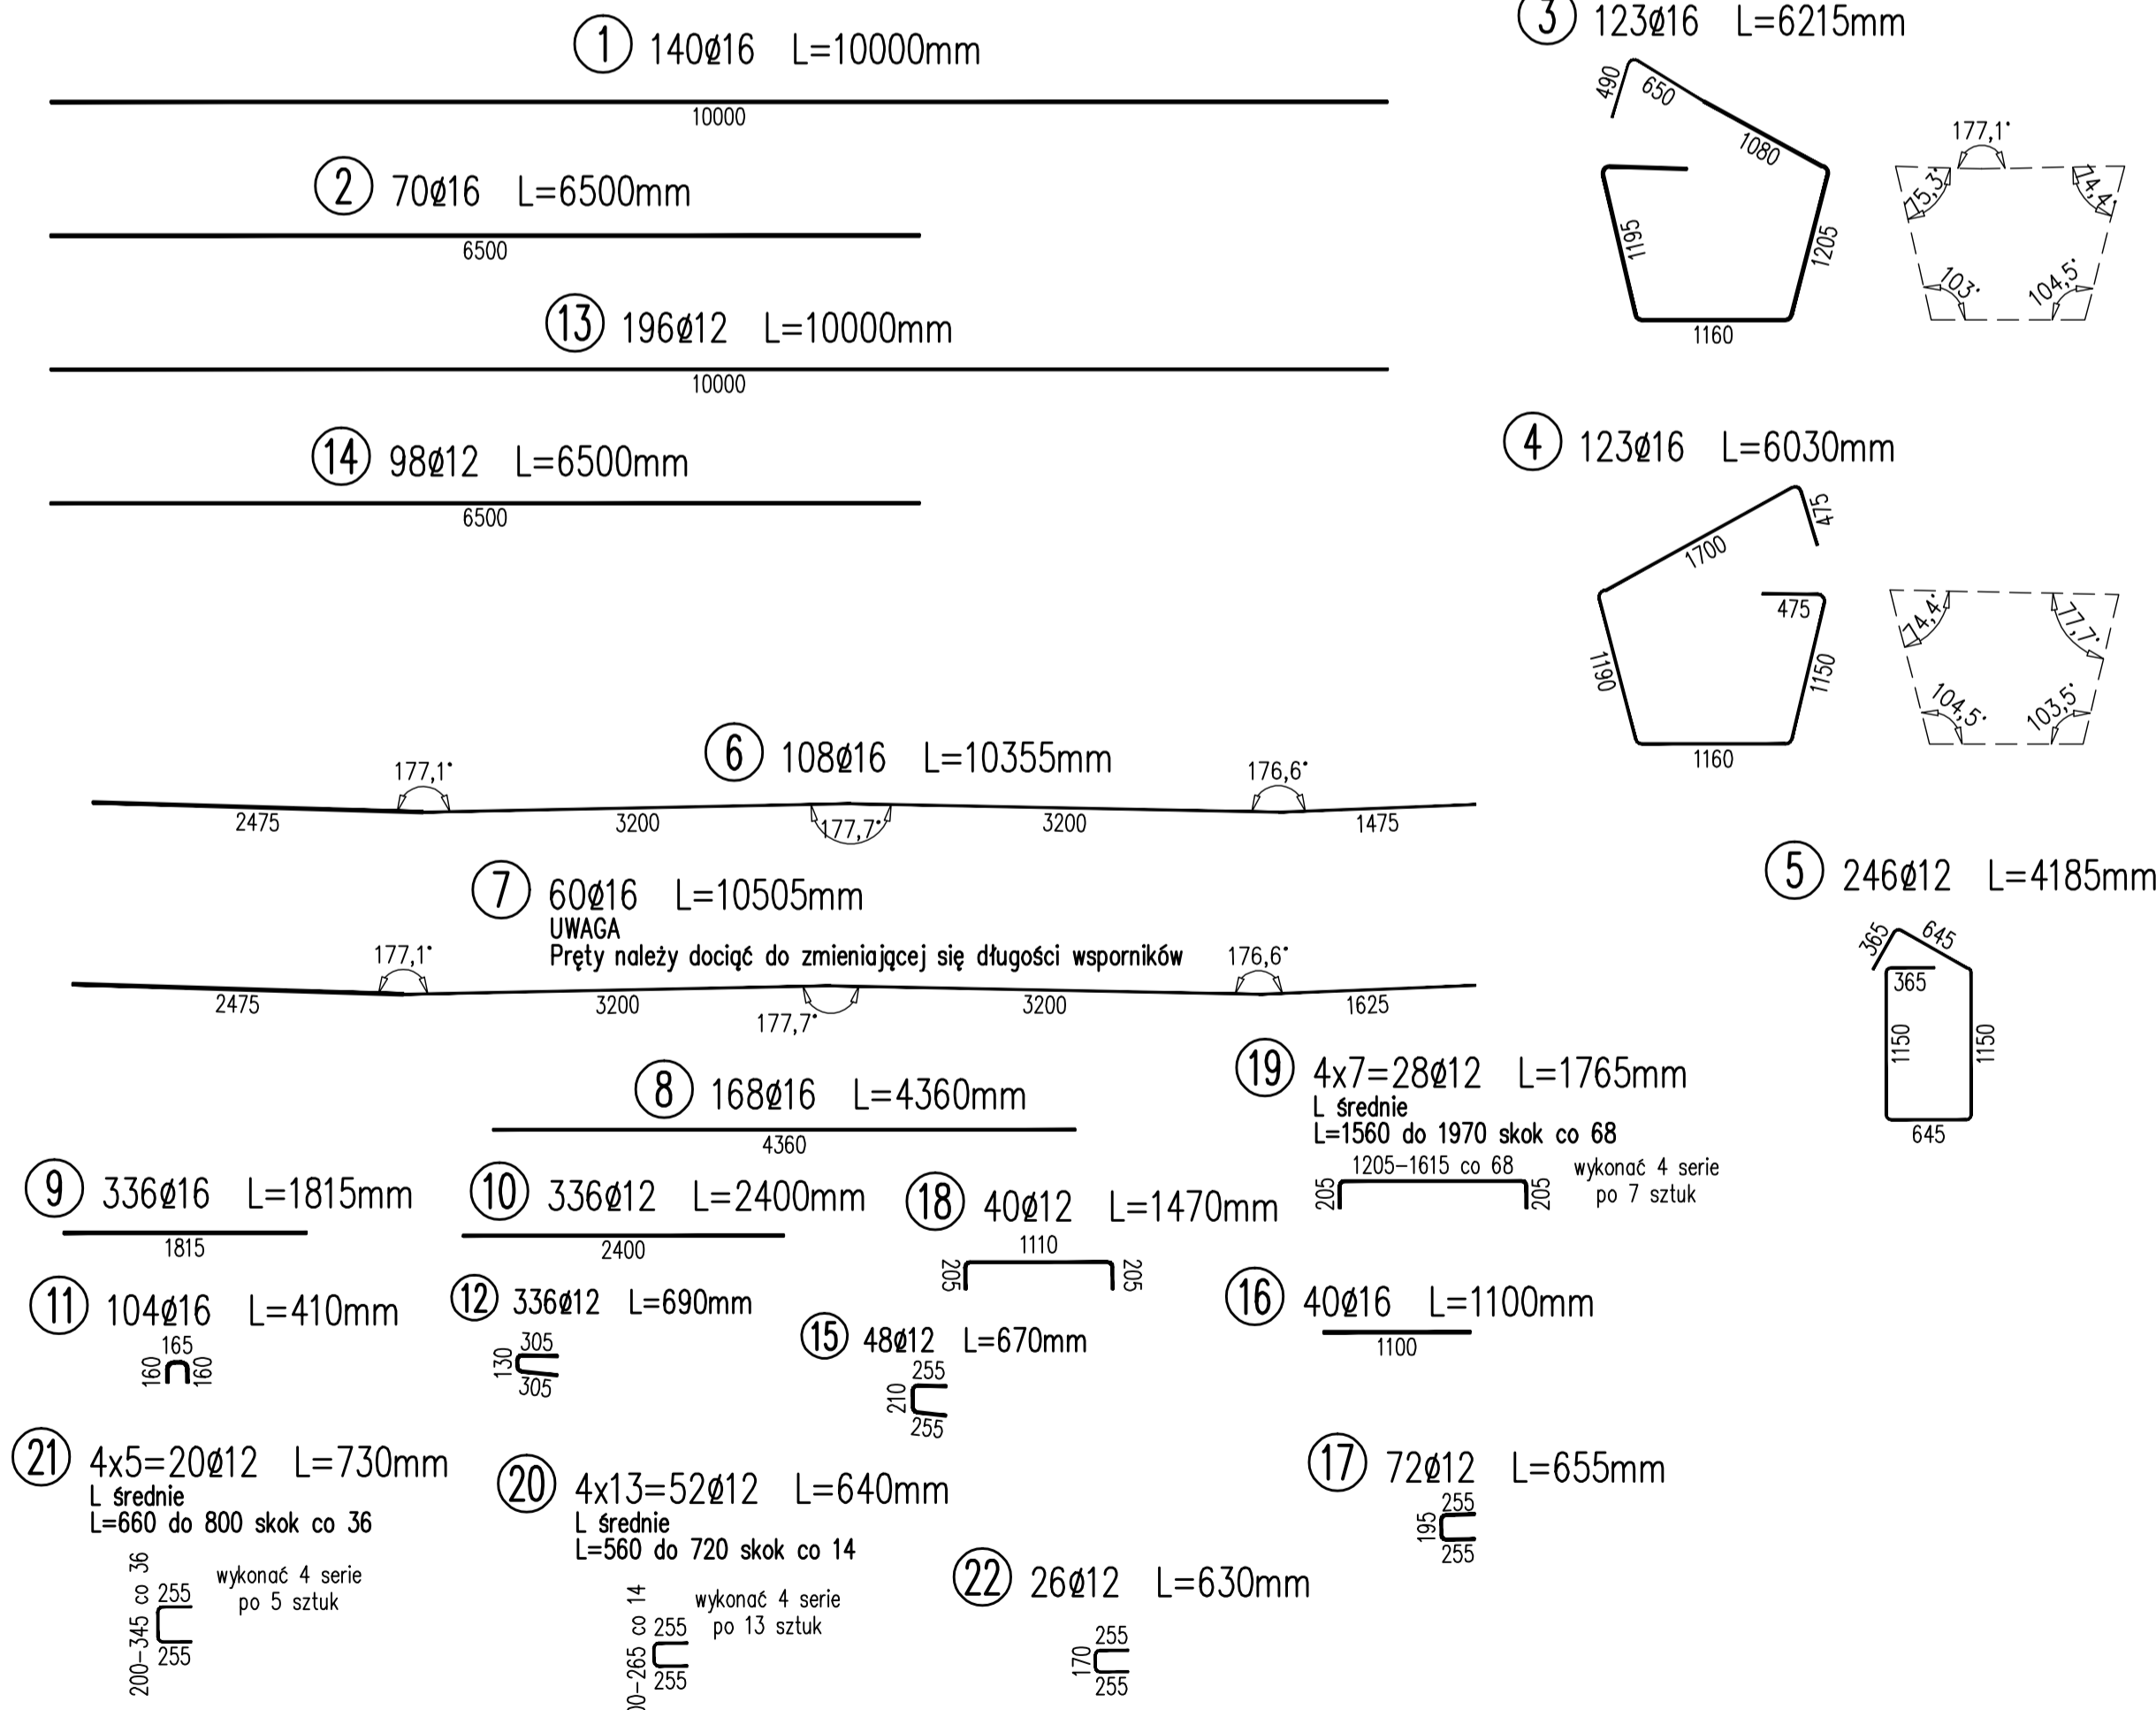 1 140ø16 L=10000mm
10000
2 70ø16 L=6500mm
6500
13 196ø12 L=10000mm
10000
14 98ø12 L=6500mm
6500
3 123ø16 L=6215mm
490
650
1080
1195
1205
1160
177,1°
75,3°
74,4°
103°
104,5°
4 123ø16 L=6030mm
475
1700
475
1190
1150
1160
74,4°
77,7°
104,5°
103,5°
6 108ø16 L=10355mm
177,1°
176,6°
2475
3200
177,7°
3200
1475
7 60ø16 L=10505mm
UWAGA
Pręty należy dociąć do zmieniającej się długości wsporników
177,1°
176,6°
2475
3200
177,7°
3200
1625
5 246ø12 L=4185mm
365
645
365
1150
1150
645
8 168ø16 L=4360mm
4360
19 4x7=28ø12 L=1765mm
L średnie
L=1560 do 1970 skok co 68
1205-1615 co 68
205
205
wykonać 4 serie
po 7 sztuk
9 336ø16 L=1815mm
1815
10 336ø12 L=2400mm
2400
18 40ø12 L=1470mm
1110
205
205
11 104ø16 L=410mm
165
160
160
12 336ø12 L=690mm
305
130
305
15 48ø12 L=670mm
255
210
255
16 40ø16 L=1100mm
1100
21 4x5=20ø12 L=730mm
L średnie
L=660 do 800 skok co 36
200-345 co 36
255
255
wykonać 4 serie
po 5 sztuk
20 4x13=52ø12 L=640mm
L średnie
L=560 do 720 skok co 14
00-265 co 14
255
255
wykonać 4 serie
po 13 sztuk
22 26ø12 L=630mm
255
170
255
17 72ø12 L=655mm
255
195
255